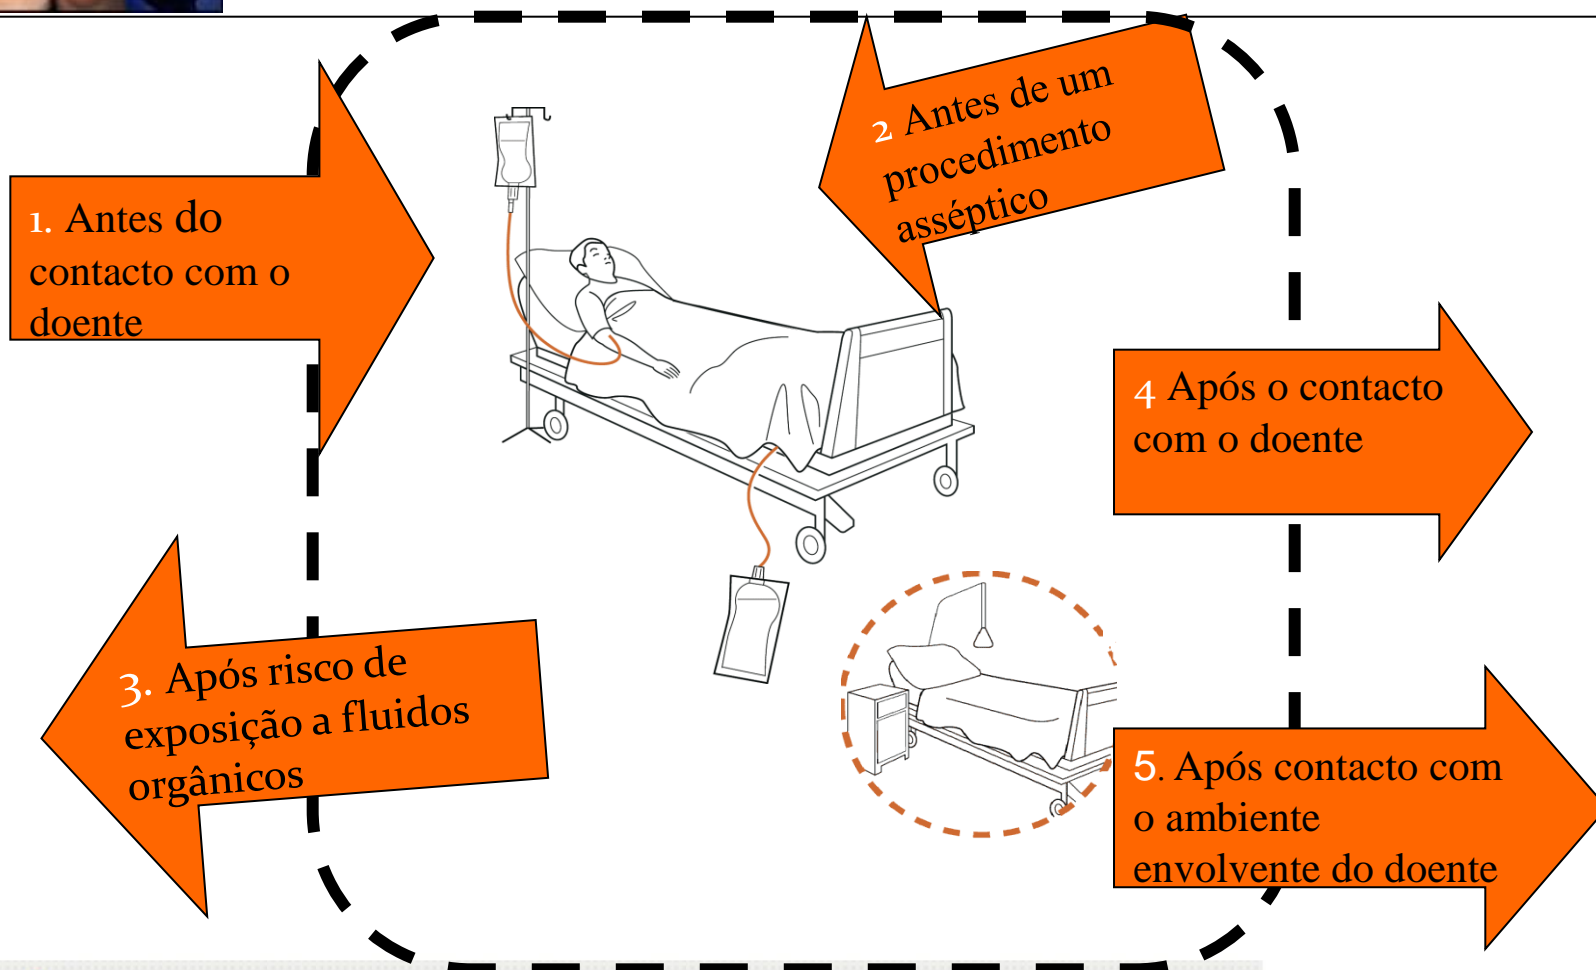 1. Antes do
contacto com o
doente
2 Antes de um
procedimento
asséptico
3. Após risco de
exposição a fluidos
orgânicos
4 Após o contacto
com o doente
5. Após contacto com
o ambiente
envolvente do doente